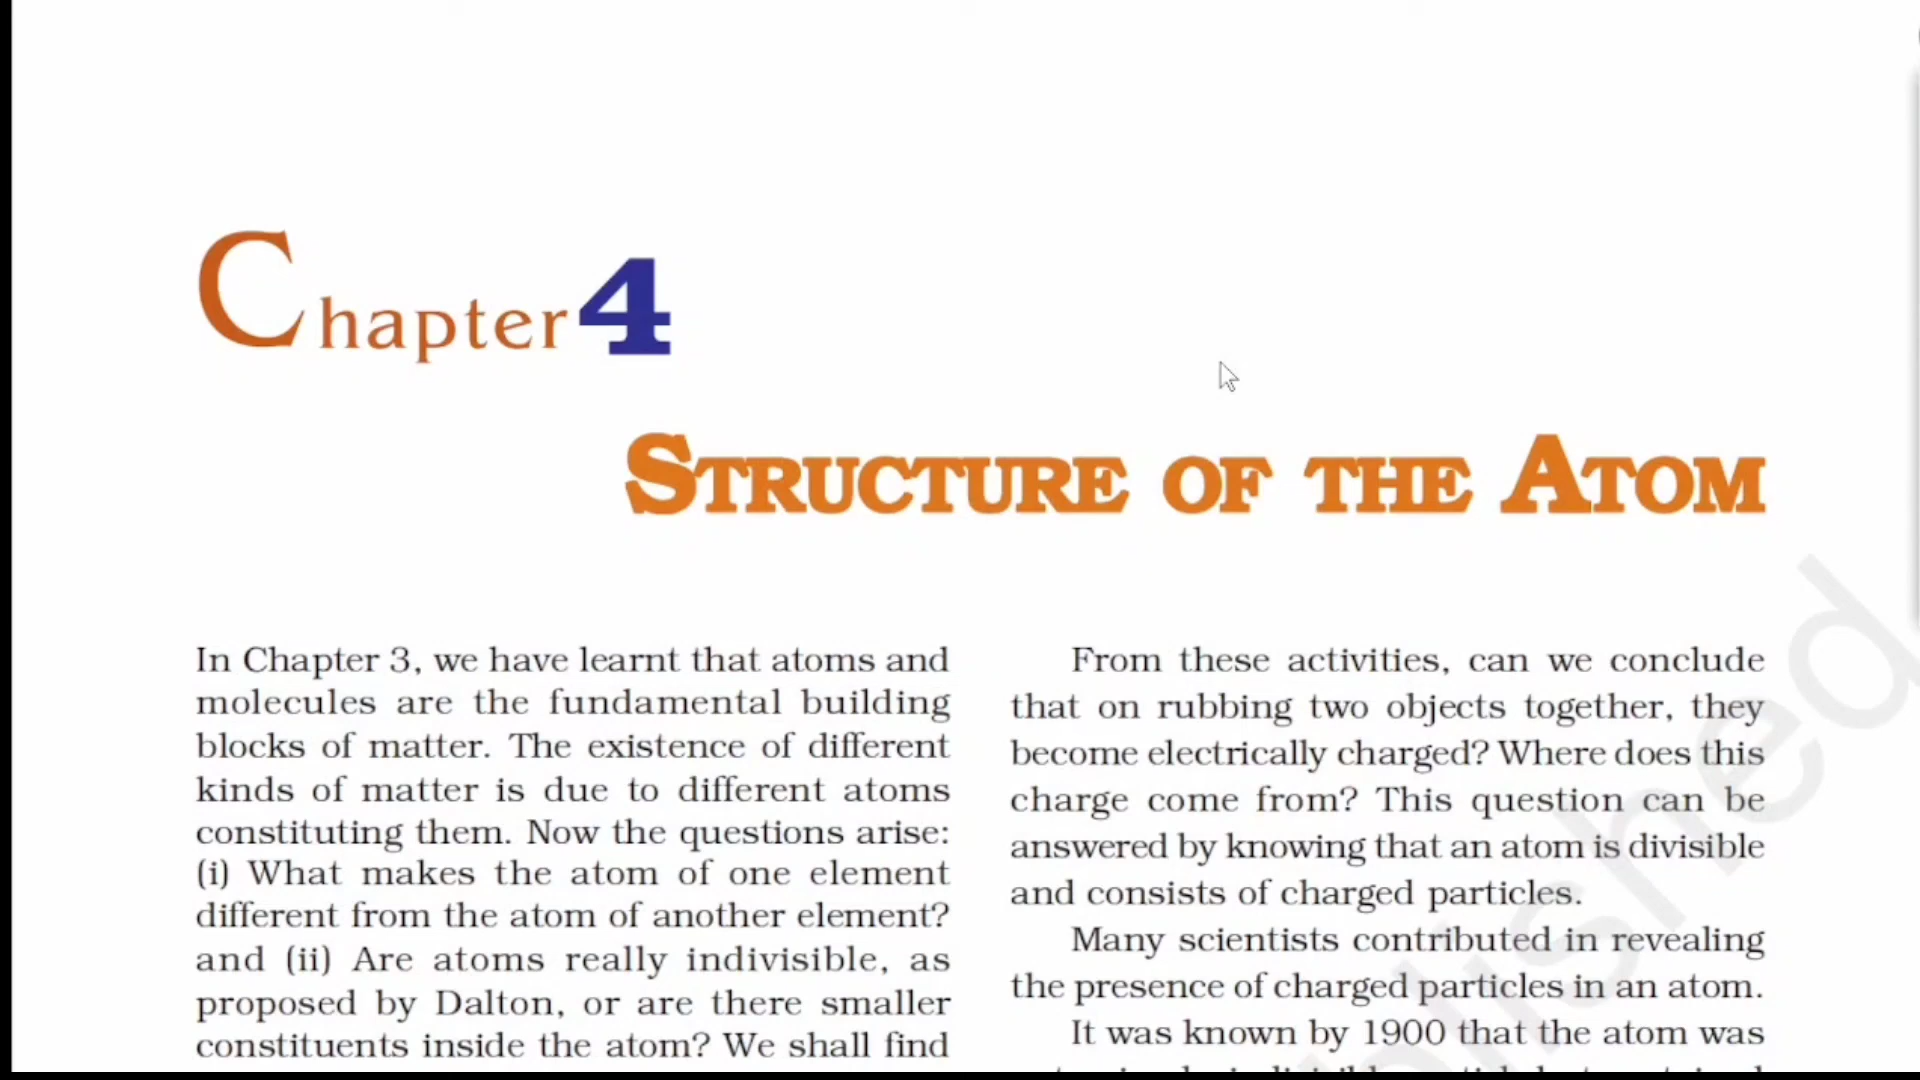 Chapter 4
STRUCTURE OF THE ATOM
In Chapter 3, we have learnt that atoms and
molecules are the fundamental building
blocks of matter. The existence of different
kinds of matter is due to different atoms
constituting them. Now the questions arise:
(i) What makes the atom of one element
different from the atom of another element?
and (ii) Are atoms really indivisible, as
proposed by Dalton, or are there smaller
constituents inside the atom? We shall find
From these activities, can we conclude
that on rubbing two objects together, they
become electrically charged? Where does this
charge come from? This question can be
answered by knowing that an atom is divisible
and consists of charged particles.
Many scientists contributed in revealing
the presence of charged particles in an atom.
It was known by 1900 that the atom was